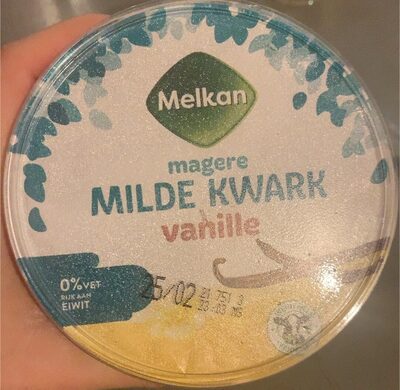 Melkan
magere
MILDE KWARK
vanille
0% VET
RIJK AAN
EIWIT
25/02